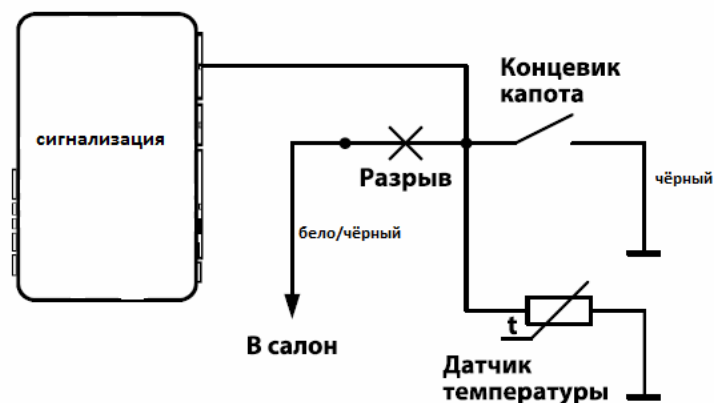 Концевик
капота
сигнализация
Разрыв
чёрный
бело/чёрный
В салон
t
Датчик
температуры